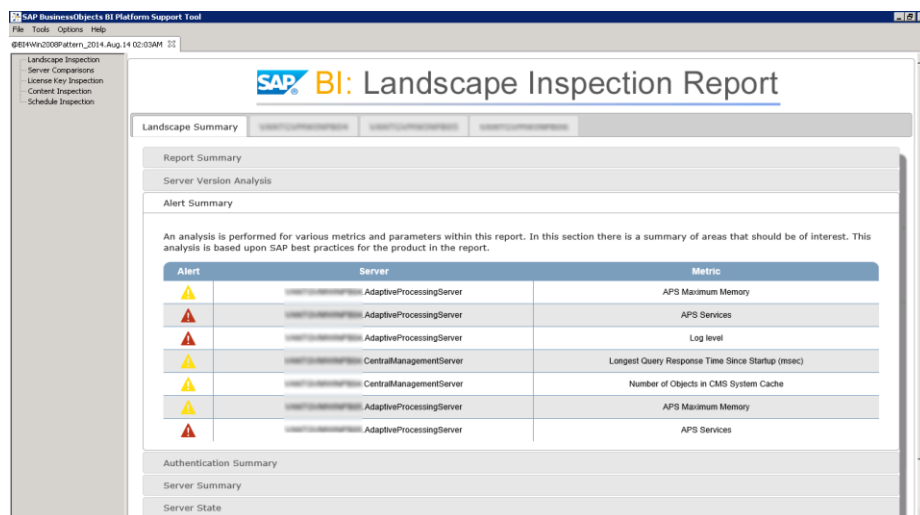 SAP BusinessObjects BI Platform Support Tool
File Tools Options Help
@BI4Win2008Pattern_2014.Aug.14 02:03AM
Landscape Inspection
Server Comparisons
License Key Inspection
Content Inspection
Schedule Inspection
SAP BI: Landscape Inspection Report
Landscape Summary
Report Summary
Server Version Analysis
Alert Summary
An analysis is performed for various metrics and parameters within this report. In this section there is a summary of areas that should be of interest. This
analysis is based upon SAP best practices for the product in the report.
Alert Server Metric
.AdaptiveProcessingServer APS Maximum Memory
.AdaptiveProcessingServer APS Services
.AdaptiveProcessingServer Log level
CentralManagementServer Longest Query Response Time Since Startup (msec)
CentralManagementServer Number of Objects in CMS System Cache
.AdaptiveProcessingServer APS Maximum Memory
.AdaptiveProcessingServer APS Services
Authentication Summary
Server Summary
Server State